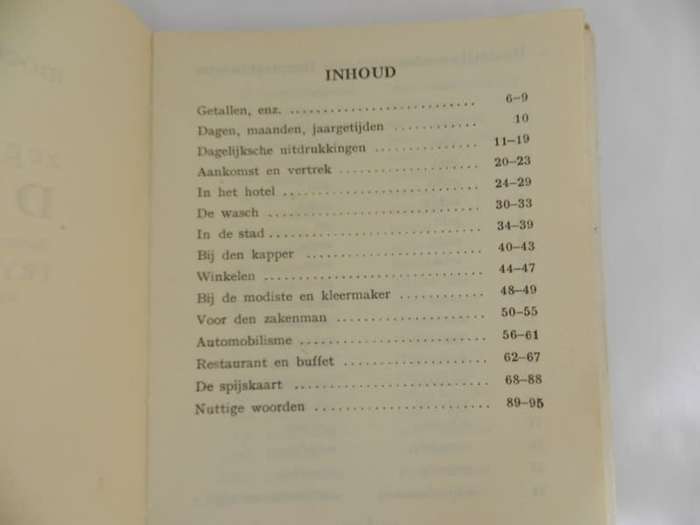 INHOUD
Getallen, enz. ............................ 6–9
Dagen, maanden, jaargetijden ............ 10
Dagelijksche nitdrukkingen ................ 11–19
Aankomst en vertrek ..................... 20–23
In het hotel .............................. 24–29
De wasch ................................ 30–33
In de stad ................................ 34–39
Bij den kapper ............................ 40–43
Winkelen ................................ 44–47
Bij de modiste en kleermaker ............. 48–49
Voor den zakenman ...................... 50–55
Automobilisme ............................ 56–61
Restaurant en buffet ...................... 62–67
De spijskaart .............................. 68–88
Nuttige woorden .......................... 89–95